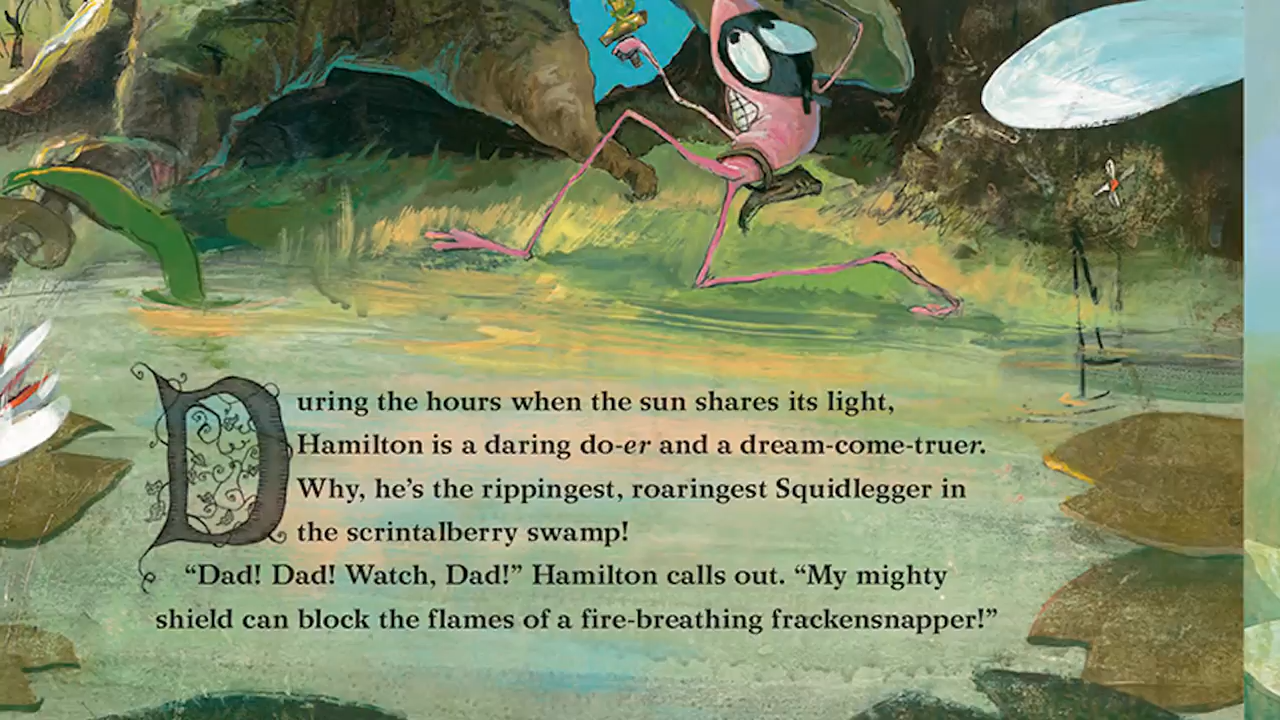 During the hours when the sun shares its light,
Hamilton is a daring do-er and a dream-come-truer.
Why, he's the rippingest, roaringest Squidlegger in
the scrintalberry swamp!
"Dad! Dad! Watch, Dad!" Hamilton calls out. "My mighty
shield can block the flames of a fire-breathing frackensnapper!"